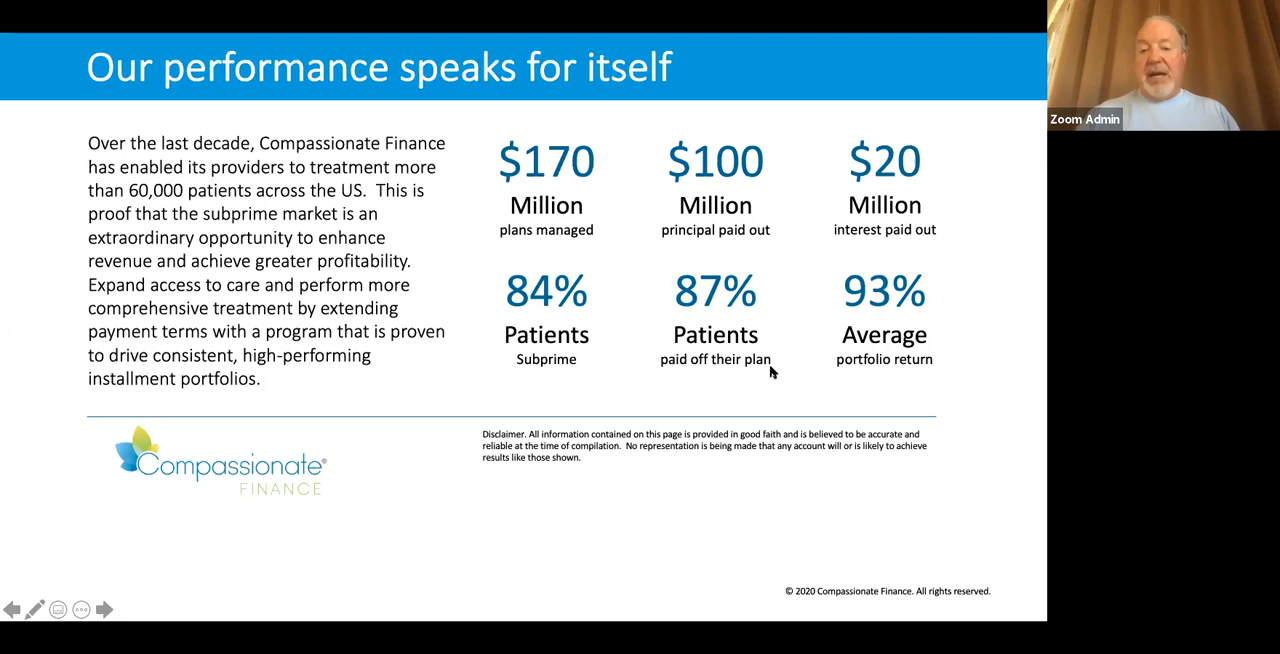 Our performance speaks for itself
Zoom Admin
Over the last decade, Compassionate Finance
has enabled its providers to treatment more
than 60,000 patients across the US.  This is
proof that the subprime market is an
extraordinary opportunity to enhance
revenue and achieve greater profitability.
Expand access to care and perform more
comprehensive treatment by extending
payment terms with a program that is proven
to drive consistent, high-performing
installment portfolios.
$170
Million
plans managed
$100
Million
principal paid out
$20
Million
interest paid out
84%
Patients
Subprime
87%
Patients
paid off their plan
93%
Average
portfolio return
Compassionate®
FINANCE
Disclaimer. All information contained on this page is provided in good faith and is believed to be accurate and
reliable at the time of compilation.  No representation is being made that any account will or is likely to achieve
results like those shown.
© 2020 Compassionate Finance. All rights reserved.